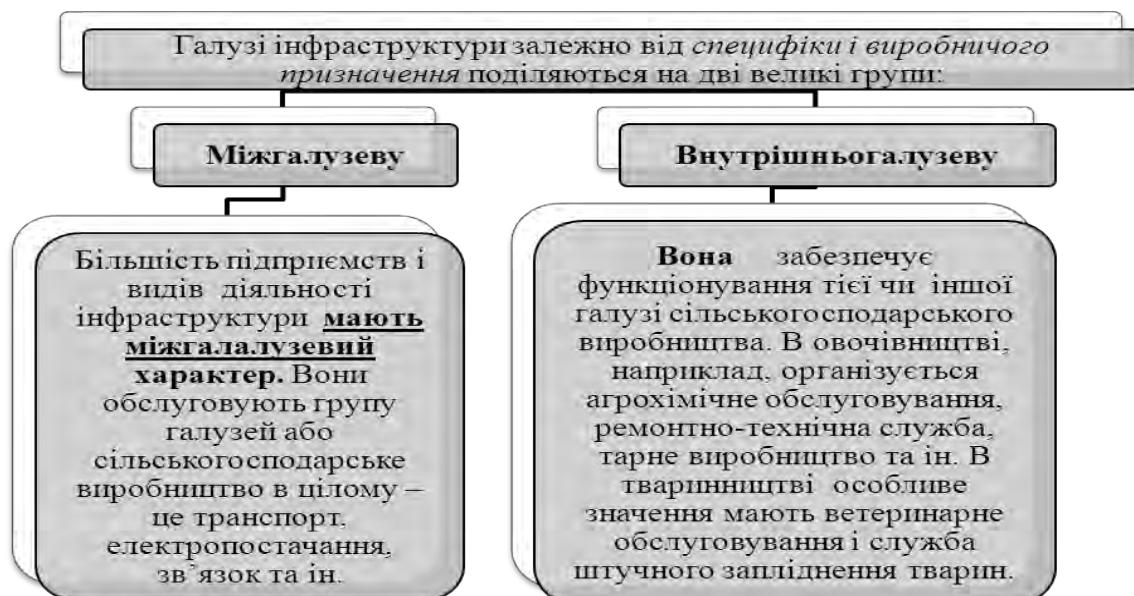 Галузі інфраструктури залежно від специфіки і виробничого
призначення поділяються на дві великі групи:
Міжгалузеву
Внутрішньогалузеву
Більшість підприємств і
видів діяльності
інфраструктури мають
міжгалалузевий
характер. Вони
обслуговують групу
галузей або
сільськогосподарське
виробництво в цілому –
це транспорт,
електропостачання,
зв’язок та ін.
Вона забезпечує
функціонування тієї чи іншої
галузі сільськогосподарського
виробництва. В овочівництві,
наприклад, організується
агрохімічне обслуговування,
ремонтно-технічна служба,
тарне виробництво та ін. В
тваринництві особливе
значення мають ветеринарне
обслуговування і служба
штучного запліднення тварин.